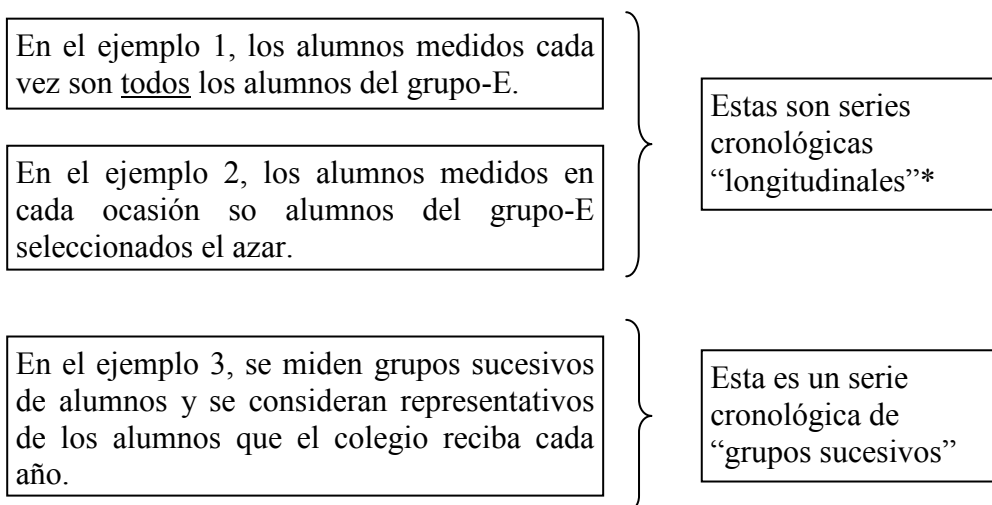 En el ejemplo 1, los alumnos medidos cada
vez son todos los alumnos del grupo-E.
En el ejemplo 2, los alumnos medidos en
cada ocasión so alumnos del grupo-E
seleccionados el azar.
Estas son series
cronológicas
“longitudinales”*
En el ejemplo 3, se miden grupos sucesivos
de alumnos y se consideran representativos
de los alumnos que el colegio reciba cada
año.
Esta es un serie
cronológica de
“grupos sucesivos”